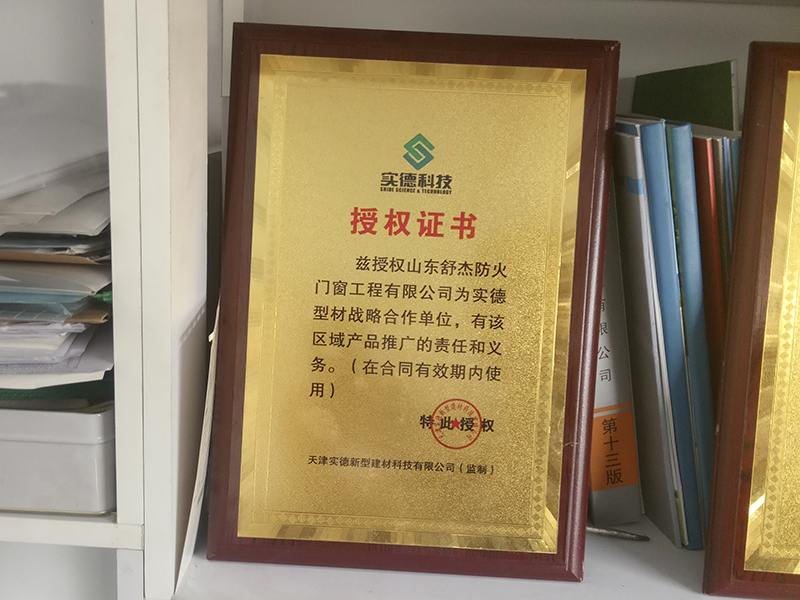 实德科技
SHIDE SCIENCE & TECHNOLOGY
授权证书
兹授权山东舒杰防火
门窗工程有限公司为实德
型材战略合作单位，有该
区域产品推广的责任和义
务。（在合同有效期内使
用）
特此授权
天津实德新型建材科技有限公司（监制）
限公司
第十三版